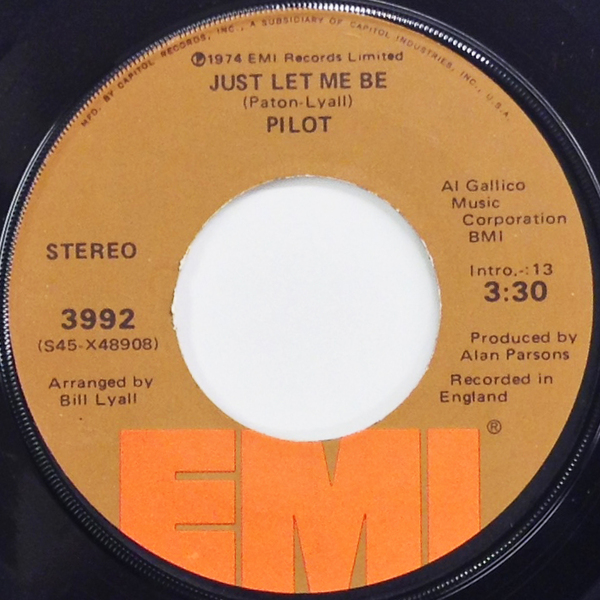 MFD. BY CAPITOL RECORDS, INC., A SUBSIDIARY OF CAPITOL INDUSTRIES, INC., U.S.A.
Ⓟ1974 EMI Records Limited
JUST LET ME BE
(Paton-Lyall)
PILOT
Al Gallico
Music
Corporation
BMI
STEREO
Intro.-:13
3:30
3992
(S45-X48908)
Produced by
Alan Parsons
Arranged by
Bill Lyall
Recorded in
England
EMI ®